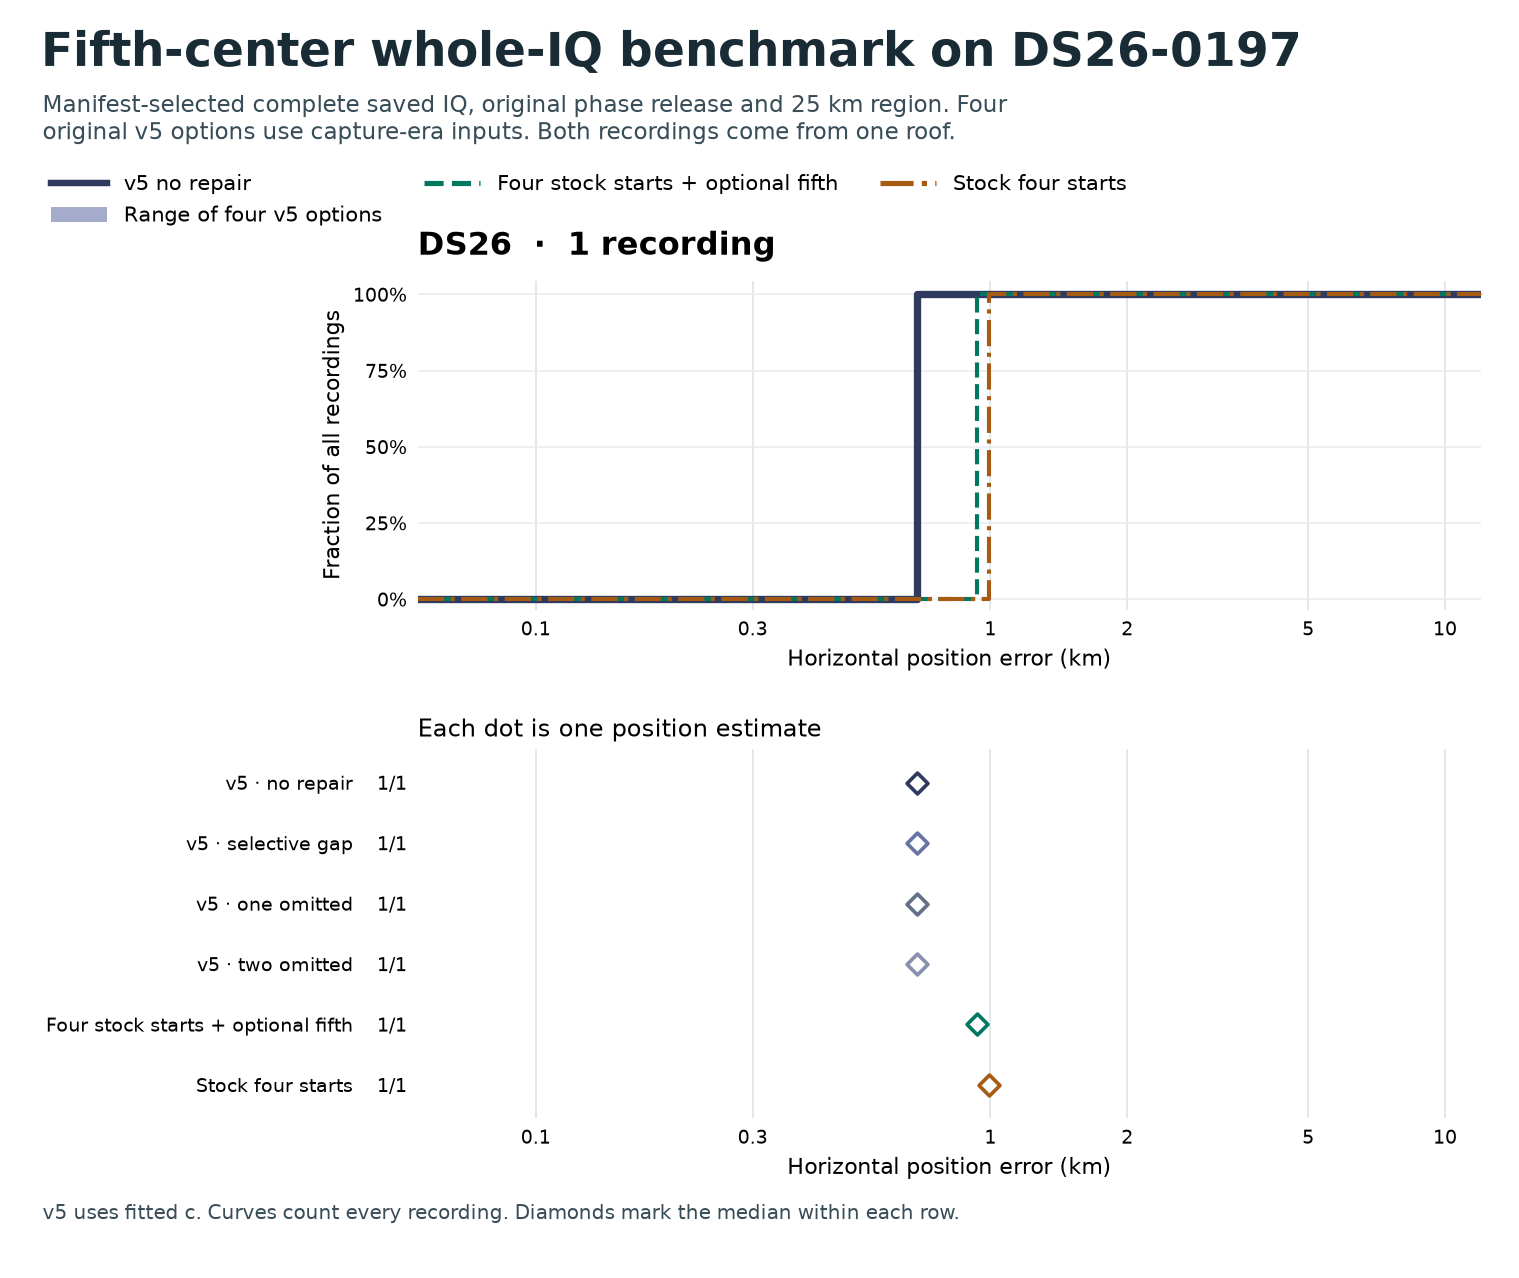 Fifth-center whole-IQ benchmark on DS26-0197
Manifest-selected complete saved IQ, original phase release and 25 km region. Four
original v5 options use capture-era inputs. Both recordings come from one roof.
v5 no repair
Four stock starts + optional fifth
Stock four starts
Range of four v5 options
DS26 · 1 recording
100%
75%
50%
25%
0%
Fraction of all recordings
0.1 0.3 1 2 5 10
Horizontal position error (km)
Each dot is one position estimate
v5 · no repair 1/1
v5 · selective gap 1/1
v5 · one omitted 1/1
v5 · two omitted 1/1
Four stock starts + optional fifth 1/1
Stock four starts 1/1
0.1 0.3 1 2 5 10
Horizontal position error (km)
v5 uses fitted c. Curves count every recording. Diamonds mark the median within each row.